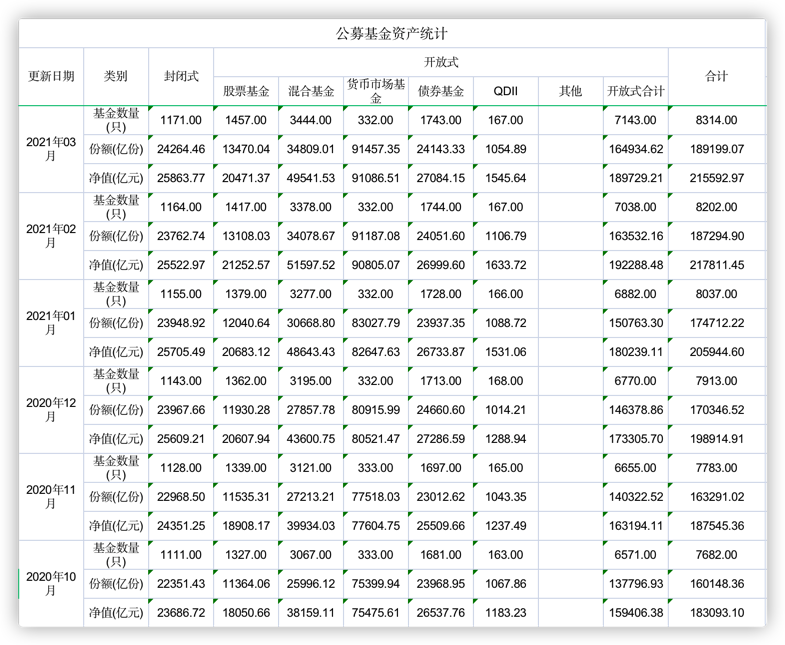 公募基金资产统计
更新日期 类别 封闭式 开放式 合计
股票基金 混合基金 货币市场基金 债券基金 QDII 其他 开放式合计
2021年03月 基金数量(只) 1171.00 1457.00 3444.00 332.00 1743.00 167.00 7143.00 8314.00
份额(亿份) 24264.46 13470.04 34809.01 91457.35 24143.33 1054.89 164934.62 189199.07
净值(亿元) 25863.77 20471.37 49541.53 91086.51 27084.15 1545.64 189729.21 215592.97
2021年02月 基金数量(只) 1164.00 1417.00 3378.00 332.00 1744.00 167.00 7038.00 8202.00
份额(亿份) 23762.74 13108.03 34078.67 91187.08 24051.60 1106.79 163532.16 187294.90
净值(亿元) 25522.97 21252.57 51597.52 90805.07 26999.60 1633.72 192288.48 217811.45
2021年01月 基金数量(只) 1155.00 1379.00 3277.00 332.00 1728.00 166.00 6882.00 8037.00
份额(亿份) 23948.92 12040.64 30668.80 83027.79 23937.35 1088.72 150763.30 174712.22
净值(亿元) 25705.49 20683.12 48643.43 82647.63 26733.87 1531.06 180239.11 205944.60
2020年12月 基金数量(只) 1143.00 1362.00 3195.00 332.00 1713.00 168.00 6770.00 7913.00
份额(亿份) 23967.66 11930.28 27857.78 80915.99 24660.60 1014.21 146378.86 170346.52
净值(亿元) 25609.21 20607.94 43600.75 80521.47 27286.59 1288.94 173305.70 198914.91
2020年11月 基金数量(只) 1128.00 1339.00 3121.00 333.00 1697.00 165.00 6655.00 7783.00
份额(亿份) 22968.50 11535.31 27213.21 77518.03 23012.62 1043.35 140322.52 163291.02
净值(亿元) 24351.25 18908.17 39934.03 77604.75 25509.66 1237.49 163194.11 187545.36
2020年10月 基金数量(只) 1111.00 1327.00 3067.00 333.00 1681.00 163.00 6571.00 7682.00
份额(亿份) 22351.43 11364.06 25996.12 75399.94 23968.95 1067.86 137796.93 160148.36
净值(亿元) 23686.72 18050.66 38159.11 75475.61 26537.76 1183.23 159406.38 183093.10